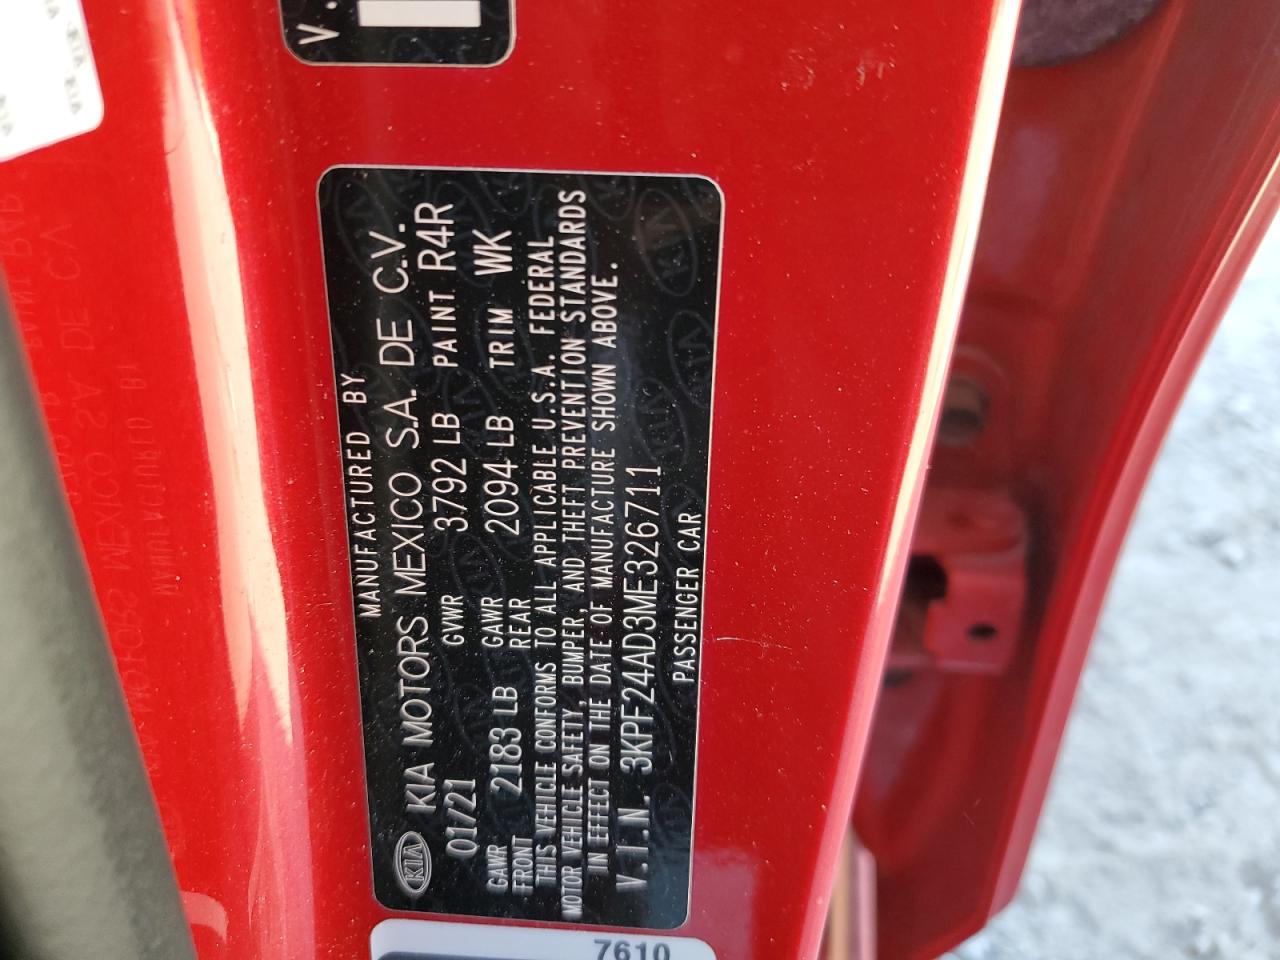 MANUFACTURED BY
KIA KIA MOTORS MEXICO S.A. DE C.V.
01/21 GVWR 3792 LB PAINT R4R
GAWR FRONT 2183 LB GAWR REAR 2094 LB TRIM WK
THIS VEHICLE CONFORMS TO ALL APPLICABLE U.S.A. FEDERAL
MOTOR VEHICLE SAFETY, BUMPER, AND THEFT PREVENTION STANDARDS
IN EFFECT ON THE DATE OF MANUFACTURE SHOWN ABOVE.
V.I.N. 3KPF24AD3ME326711
PASSENGER CAR
7610
V.